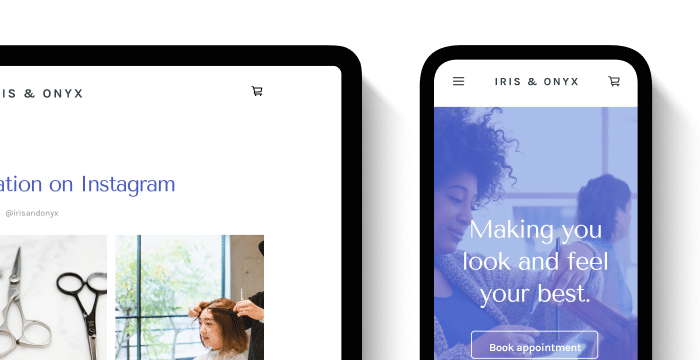 IS & ONYX
ation on Instagram
@irisandonyx
IRIS & ONYX
Making you
look and feel
your best.
Book appointment